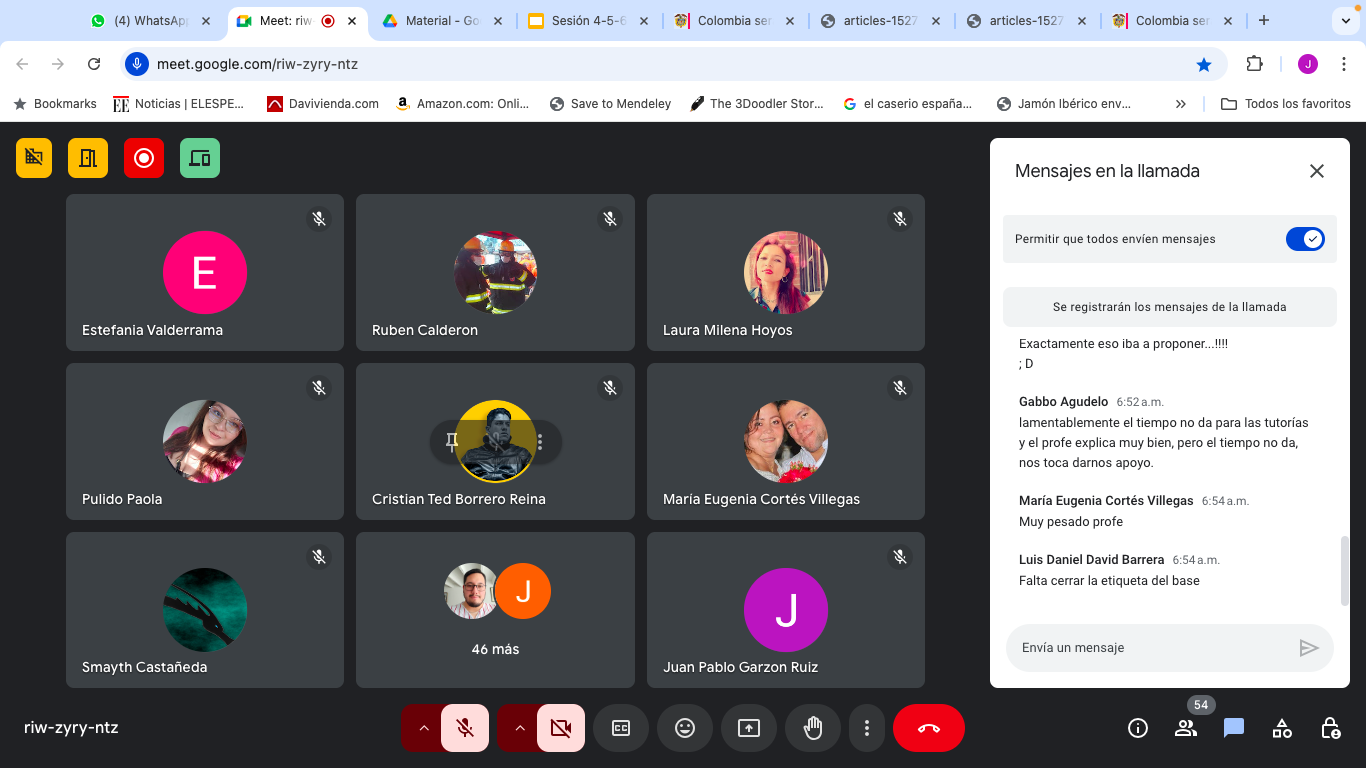 (4) WhatsAp
Meet: riw-
Material - Go
Sesión 4-5-6
Colombia ser
articles-1527
articles-1527
Colombia ser
meet.google.com/riw-zyry-ntz
J
Bookmarks
Noticias | ELESPE...
Davivienda.com
Amazon.com: Onli...
Save to Mendeley
The 3Doodler Stor...
el caserio españa...
Jamón Ibérico env...
Todos los favoritos
E
Estefania Valderrama
Ruben Calderon
Laura Milena Hoyos
Pulido Paola
Cristian Ted Borrero Reina
María Eugenia Cortés Villegas
Smayth Castañeda
J
46 más
J
Juan Pablo Garzon Ruiz
Mensajes en la llamada
Permitir que todos envíen mensajes
Se registrarán los mensajes de la llamada
Exactamente eso iba a proponer...!!!!
; D
Gabbo Agudelo 6:52 a.m.
lamentablemente el tiempo no da para las tutorías
y el profe explica muy bien, pero el tiempo no da,
nos toca darnos apoyo.
María Eugenia Cortés Villegas 6:54 a.m.
Muy pesado profe
Luis Daniel David Barrera 6:54 a.m.
Falta cerrar la etiqueta del base
Envía un mensaje
riw-zyry-ntz
54